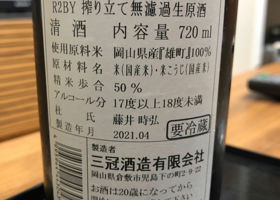 R2BY 搾り立て無濾過生原酒
清酒 内容量 720ml
使用原料米 岡山県産『雄町』100%
原材料名 米(国産米)・米こうじ(国産米)
精米歩合 50%
アルコール分 17度以上18度未満
杜氏 藤井 時弘
製造年月 2021.04 要冷蔵
製造者
三冠酒造有限会社
岡山県倉敷市児島下の町2-9-22
お酒は20歳になってから